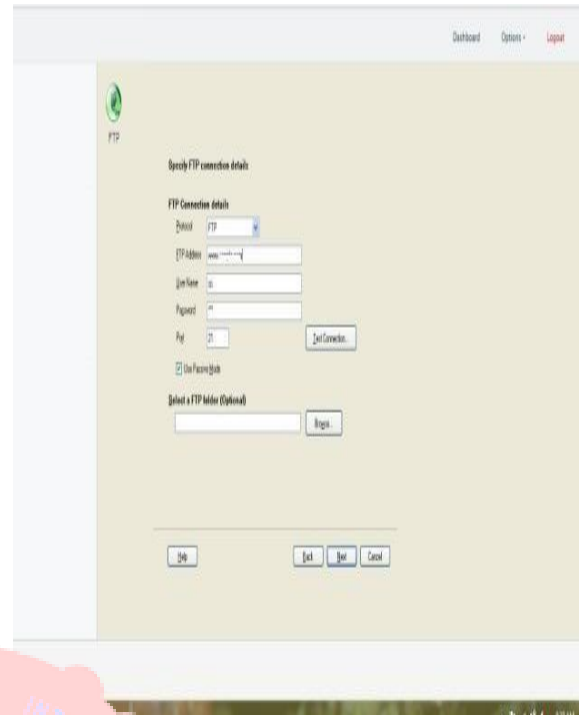 Dashboard Options Logout
FTP
Specify FTP connection details
FTP Connection details
Protocol FTP
FTP Address
User Name
Password
Port 21 Test Connection...
Use Passive Mode
Select a FTP folder (Optional)
Browse...
Help Back Next Cancel